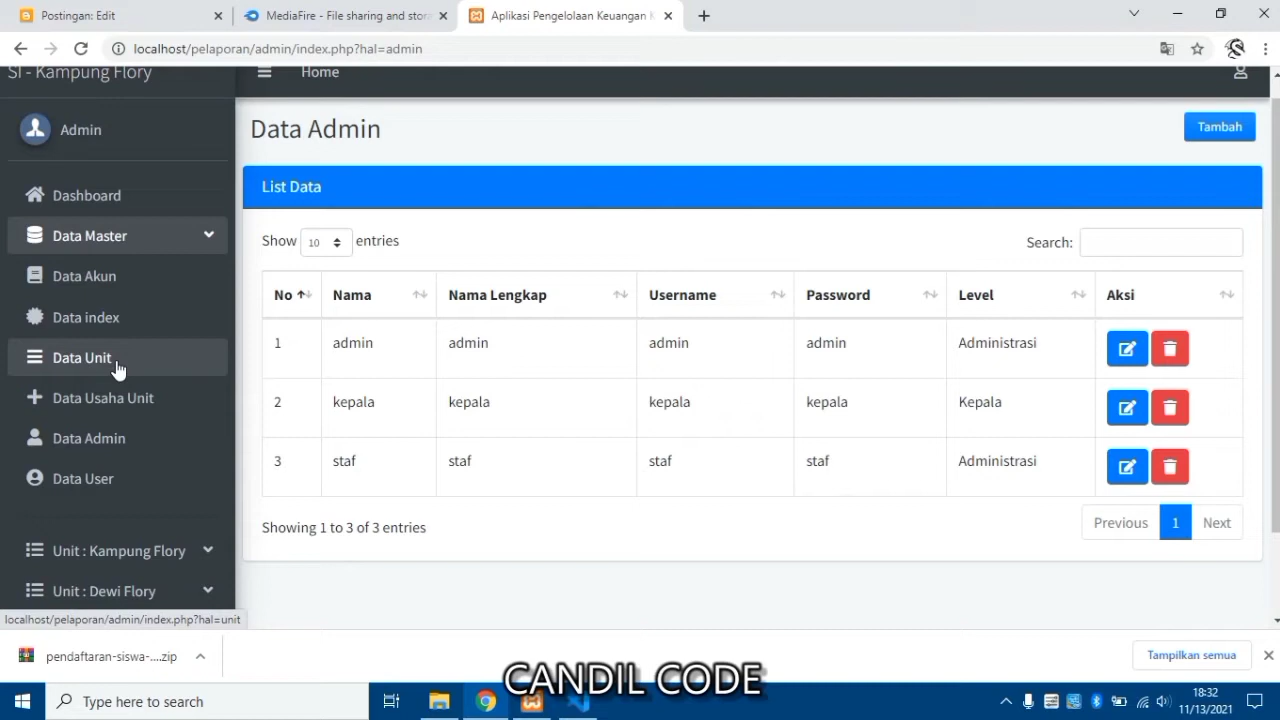 Posting: Edit
MediaFire - File sharing and stora
Aplikasi Pengelolaan Keuangan K
localhost/pelaporan/admin/index.php?hal=admin
SI - Kampung Flory
Home
Admin
Data Admin
Tambah
Dashboard
Data Master
Data Akun
Data index
Data Unit
Data Usaha Unit
Data Admin
Data User
Unit : Kampung Flory
Unit : Dewi Flory
List Data
Show 10 entries
Search:
No Nama Nama Lengkap Username Password Level Aksi
1 admin admin admin admin Administrasi
2 kepala kepala kepala kepala Kepala
3 staf staf staf staf Administrasi
Showing 1 to 3 of 3 entries
Previous 1 Next
localhost/pelaporan/admin/index.php?hal=unit
pendaftaran-siswa-....zip
Tampilkan semua
CANDIL CODE
Type here to search
18:32
11/13/2021